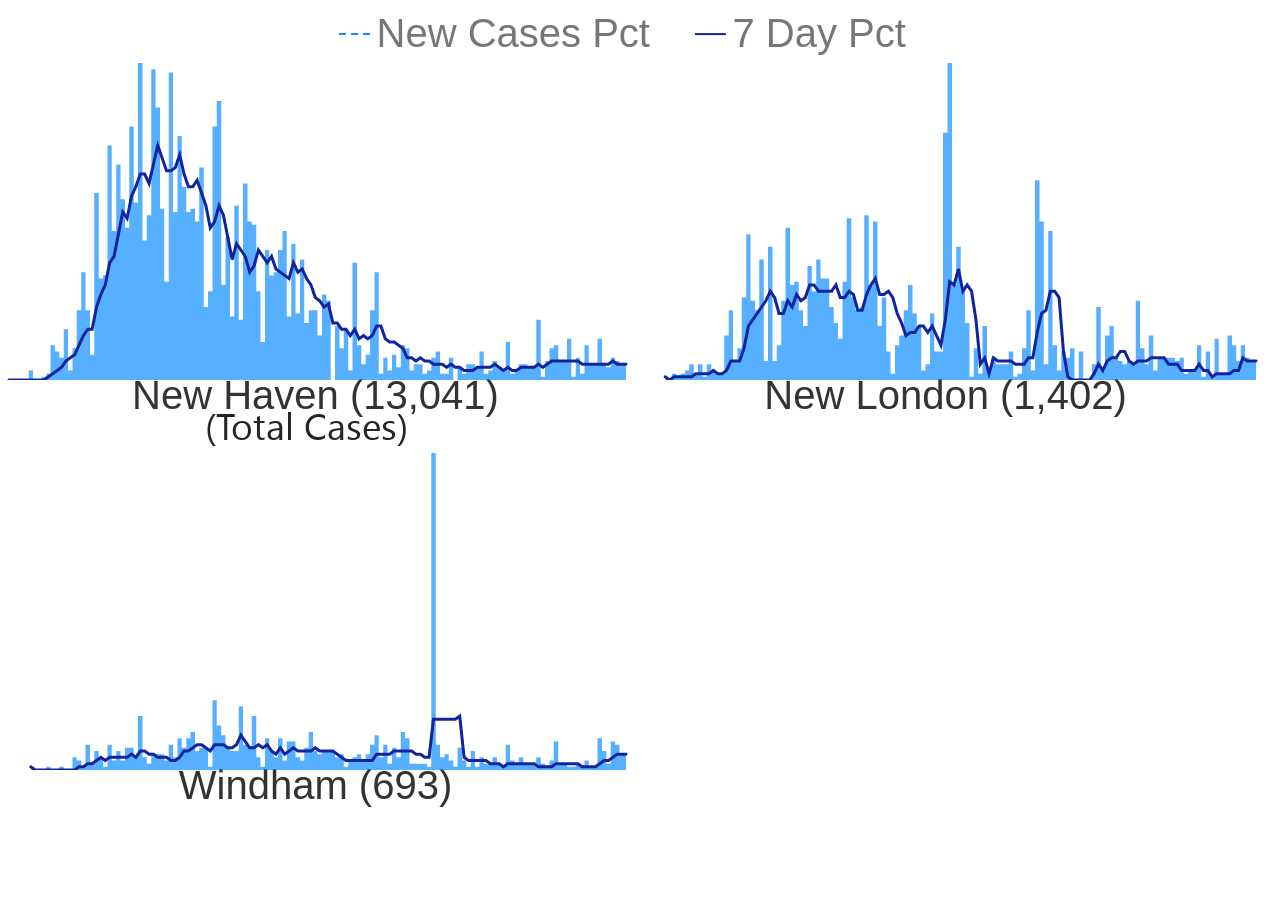 New Cases Pct 7 Day Pct
New Haven (13,041) New London (1,402)
(Total Cases)
Windham (693)